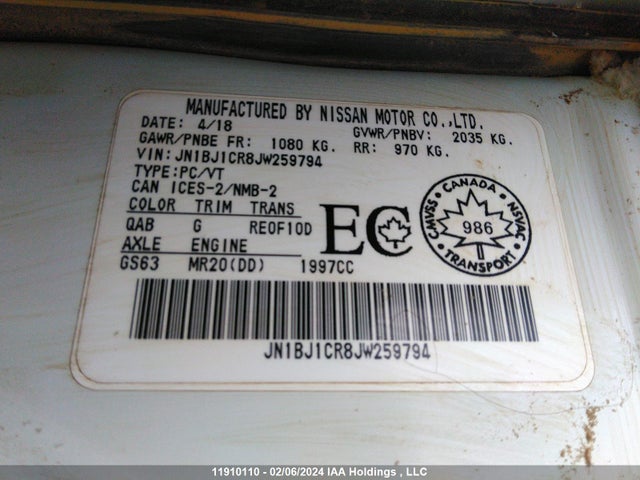 MANUFACTURED BY NISSAN MOTOR CO.,LTD.
DATE: 4/18 GVWR/PNBV: 2035 KG.
GAWR/PNBE FR: 1080 KG. RR: 970 KG.
VIN: JN1BJ1CR8JW259794
TYPE:PC/VT
CAN ICES-2/NMB-2
COLOR TRIM TRANS
QAB G RE0F10D
AXLE ENGINE
GS63 MR20(DD) 1997CC
EC
CANADA
CMVSS NSVAC
986
TRANSPORT
JN1BJ1CR8JW259794
11910110 - 02/06/2024 IAA Holdings , LLC